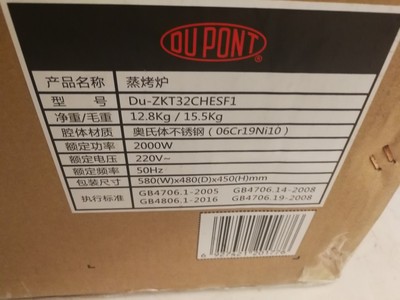 DU PONT
产品名称 蒸烤炉
型号 Du-ZKT32CHESF1
净重/毛重 12.8Kg / 15.5Kg
腔体材质 奥氏体不锈钢（06Cr19Ni10）
额定功率 2000W
额定电压 220V~
额定频率 50Hz
包装尺寸 580(W)x480(D)x450(H)mm
执行标准 GB4706.1-2005 GB4706.14-2008
GB4806.1-2016 GB4706.19-2008